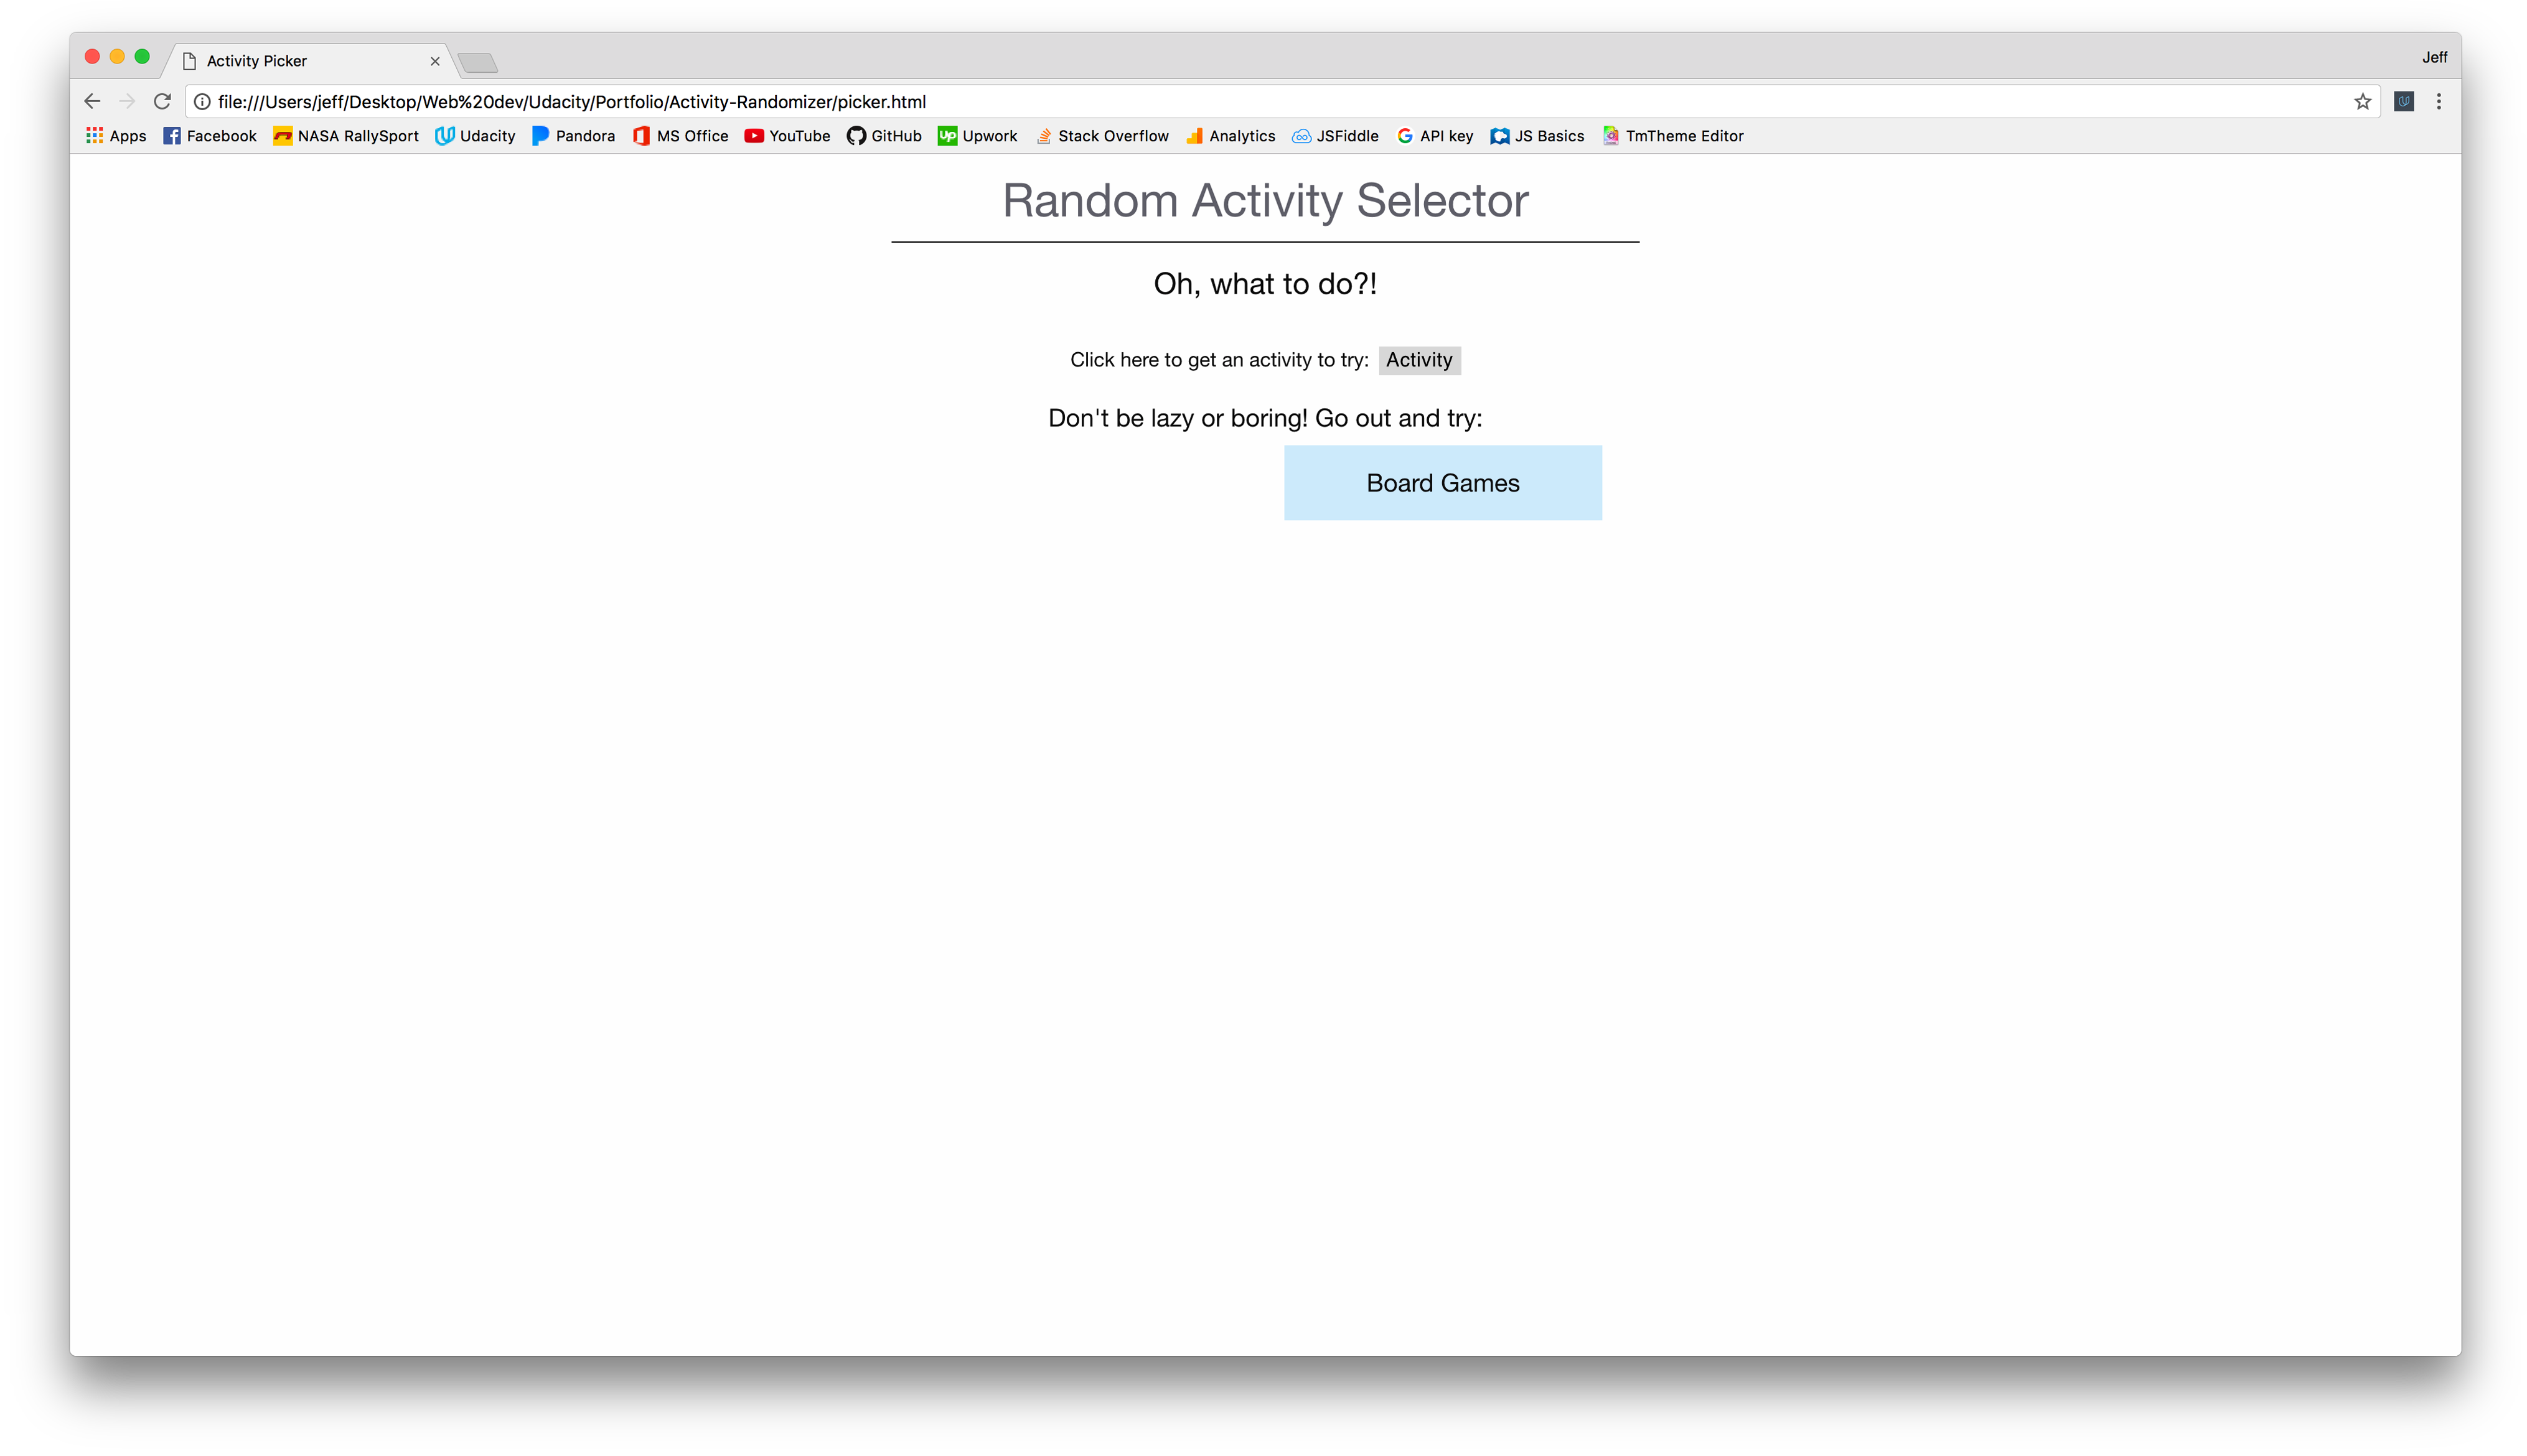 Activity Picker
Jeff
file:///Users/jeff/Desktop/Web%20dev/Udacity/Portfolio/Activity-Randomizer/picker.html
Apps Facebook NASA RallySport Udacity Pandora MS Office YouTube GitHub Up Upwork Stack Overflow Analytics JSFiddle API key JS Basics TmTheme Editor
Random Activity Selector
Oh, what to do?!
Click here to get an activity to try: Activity
Don't be lazy or boring! Go out and try:
Board Games